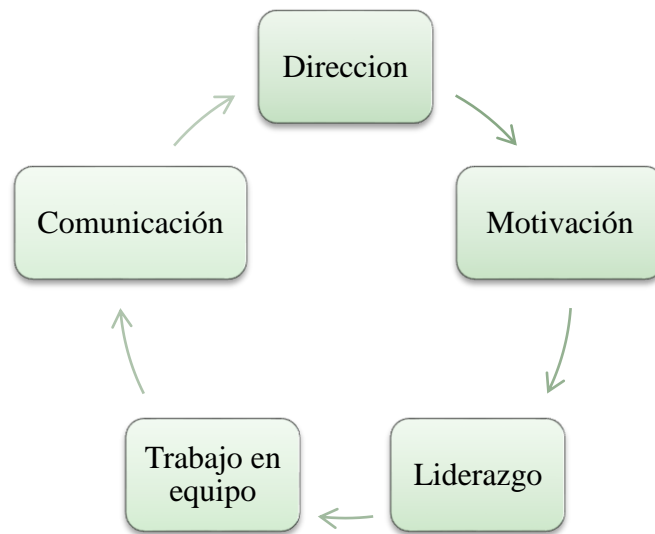 Direccion
Motivación
Liderazgo
Trabajo en
equipo
Comunicación